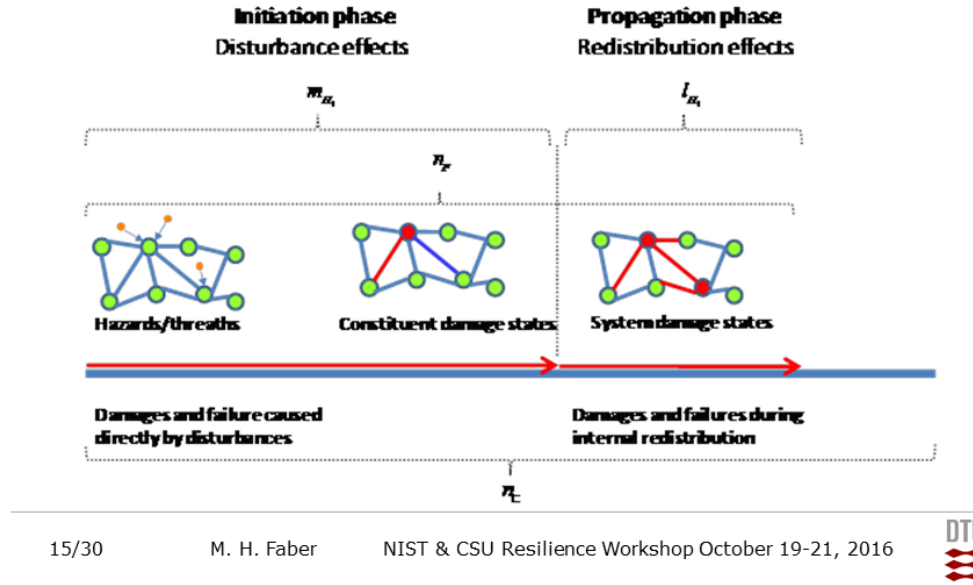 Initiation phase
Disturbance effects
Propagation phase
Redistribution effects
Hazards/threaths
Constituent damage states
System damage states
Damages and failure caused
directly by disturbances
Damages and failures during
internal redistribution
15/30 M. H. Faber NIST & CSU Resilience Workshop October 19-21, 2016